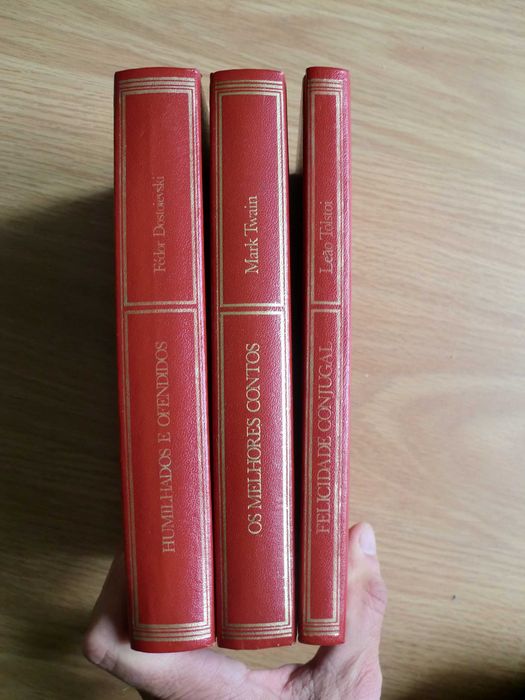 Fédor Dostoievski
HUMILHADOS E OFENDIDOS
Mark Twain
OS MELHORES CONTOS
Leão Tolstoi
FELICIDADE CONJUGAL